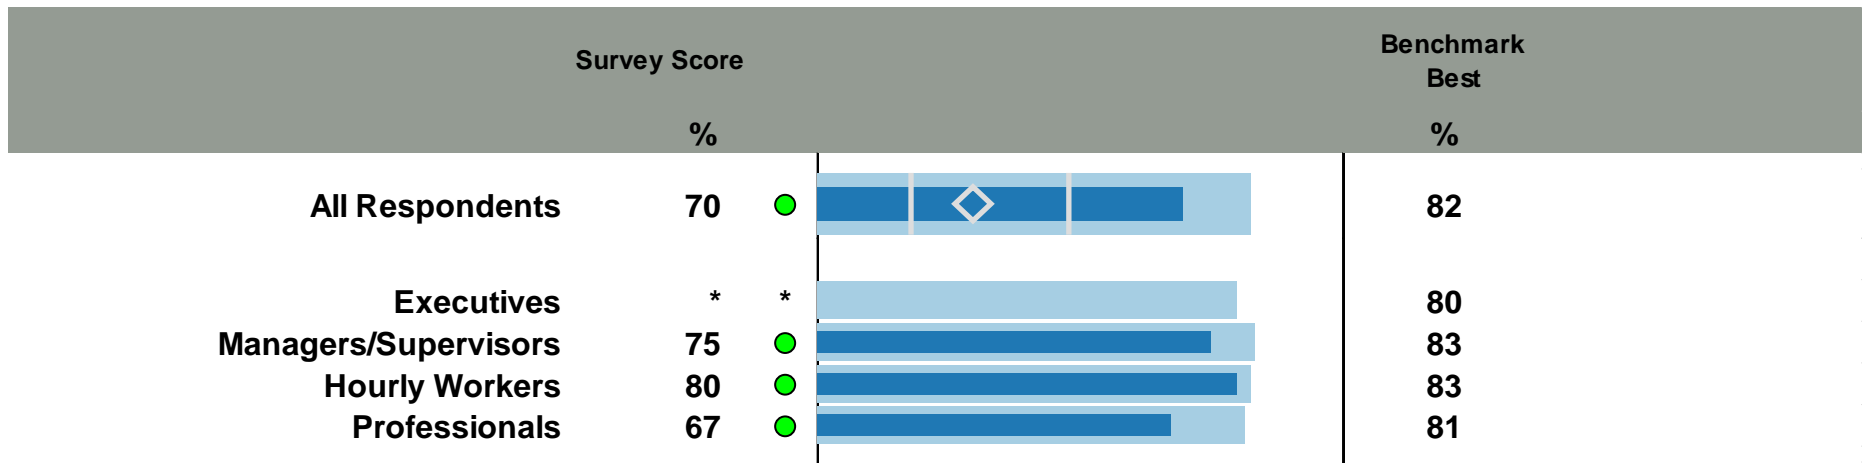 Survey Score
Benchmark
Best
% %
All Respondents 70 82
Executives * * 80
Managers/Supervisors 75 83
Hourly Workers 80 83
Professionals 67 81